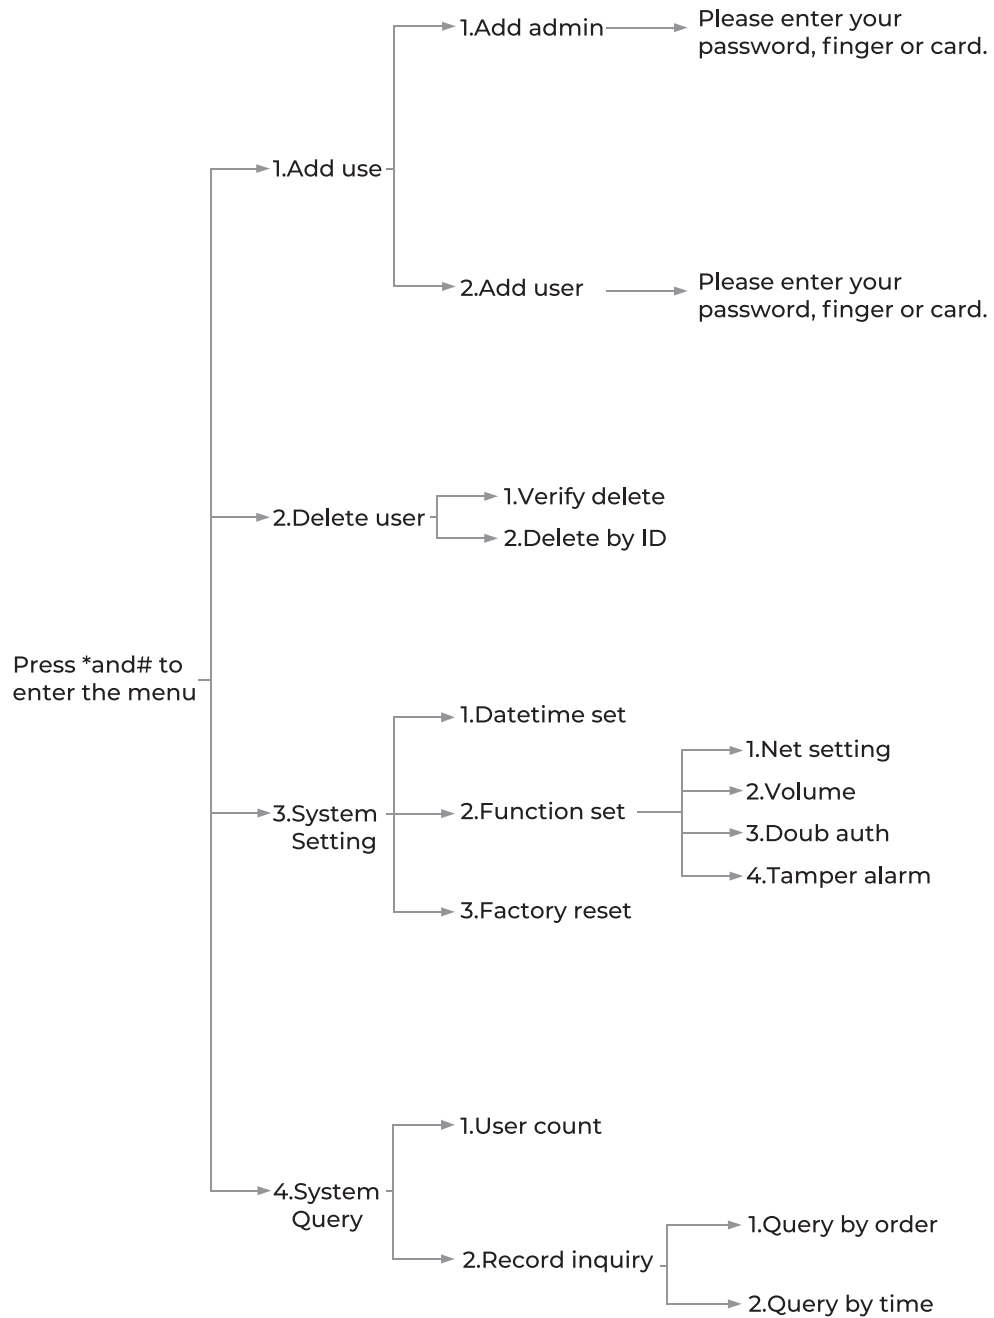 1.Add admin
Please enter your
password, finger or card.
1.Add use
2.Add user
Please enter your
password, finger or card.
2.Delete user
1.Verify delete
2.Delete by ID
Press *and# to
enter the menu
3.System
Setting
1.Datetime set
2.Function set
1.Net setting
2.Volume
3.Doub auth
4.Tamper alarm
3.Factory reset
4.System
Query
1.User count
2.Record inquiry
1.Query by order
2.Query by time